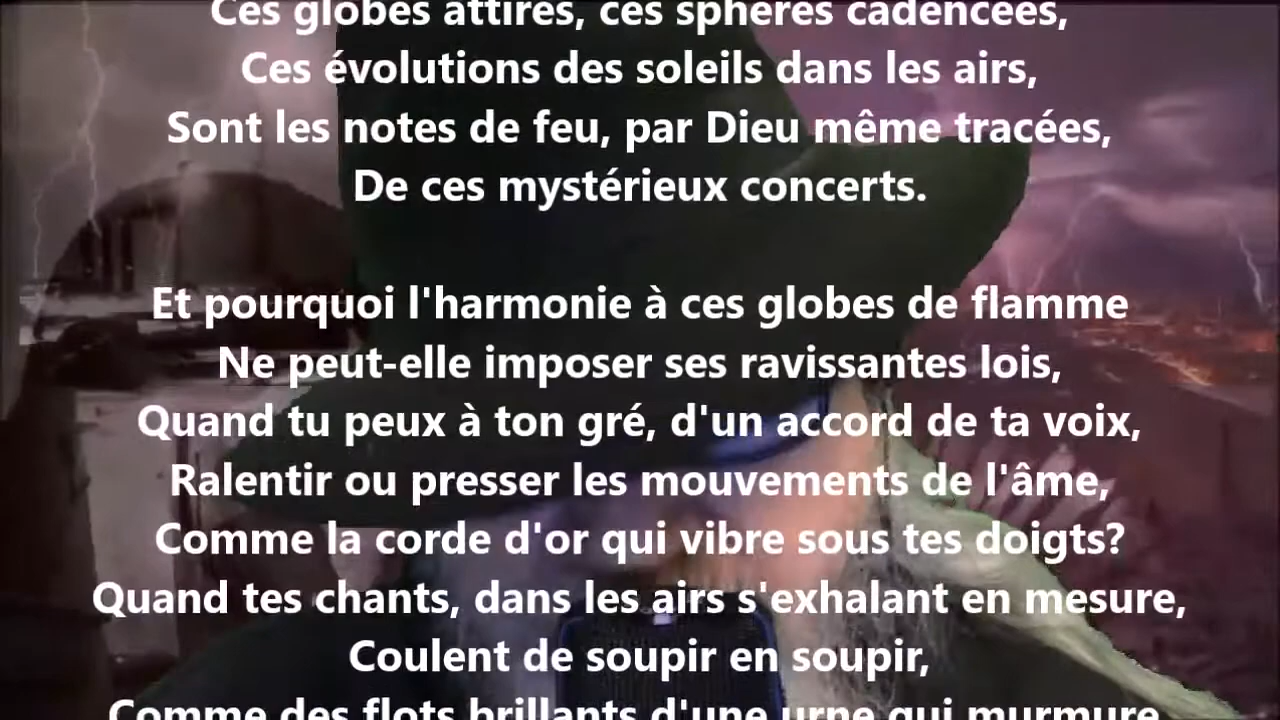 Ces globes attirés, ces sphères cadencées,
Ces évolutions des soleils dans les airs,
Sont les notes de feu, par Dieu même tracées,
De ces mystérieux concerts.
Et pourquoi l'harmonie à ces globes de flamme
Ne peut-elle imposer ses ravissantes lois,
Quand tu peux à ton gré, d'un accord de ta voix,
Ralentir ou presser les mouvements de l'âme,
Comme la corde d'or qui vibre sous tes doigts?
Quand tes chants, dans les airs s'exhalant en mesure,
Coulent de soupir en soupir,
Comme des flots brillants d'une urne qui murmure